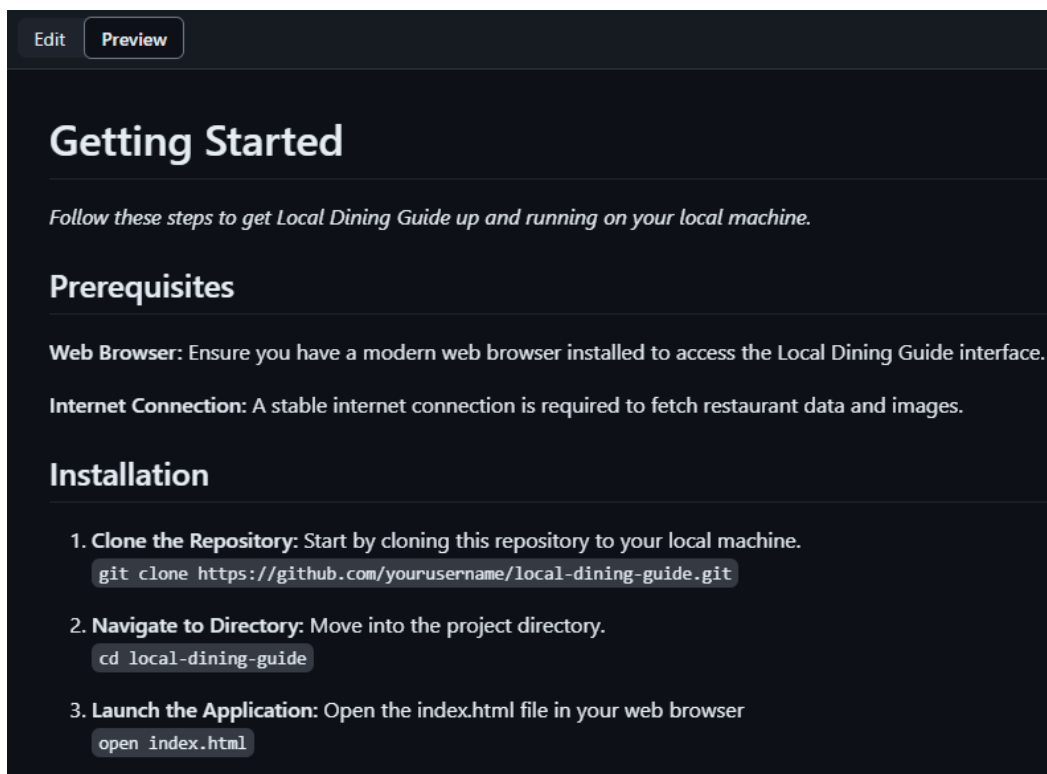 Edit Preview
Getting Started
Follow these steps to get Local Dining Guide up and running on your local machine.
Prerequisites
Web Browser: Ensure you have a modern web browser installed to access the Local Dining Guide interface.
Internet Connection: A stable internet connection is required to fetch restaurant data and images.
Installation
1. Clone the Repository: Start by cloning this repository to your local machine.
git clone https://github.com/yourusername/local-dining-guide.git
2. Navigate to Directory: Move into the project directory.
cd local-dining-guide
3. Launch the Application: Open the index.html file in your web browser
open index.html